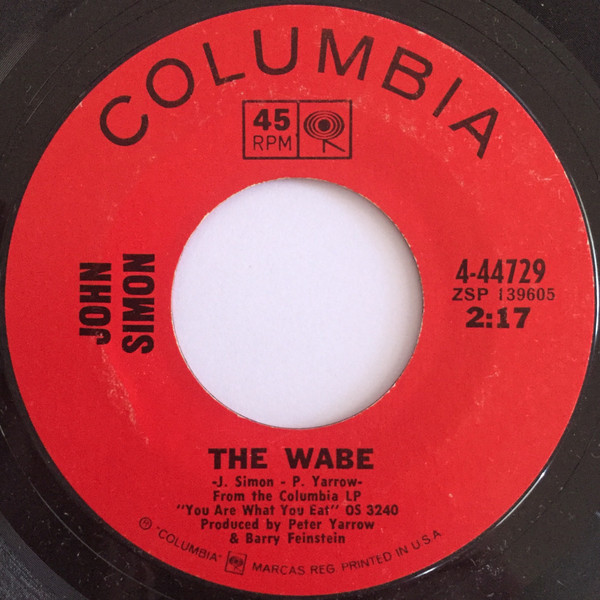 COLUMBIA
45
RPM
JOHN
SIMON
4-44729
ZSP 139605
2:17
THE WABE
-J. Simon - P. Yarrow-
From the Columbia LP
"You Are What You Eat" OS 3240
Produced by Peter Yarrow
& Barry Feinstein
℗ "COLUMBIA" MARCAS REG. PRINTED IN U.S.A.